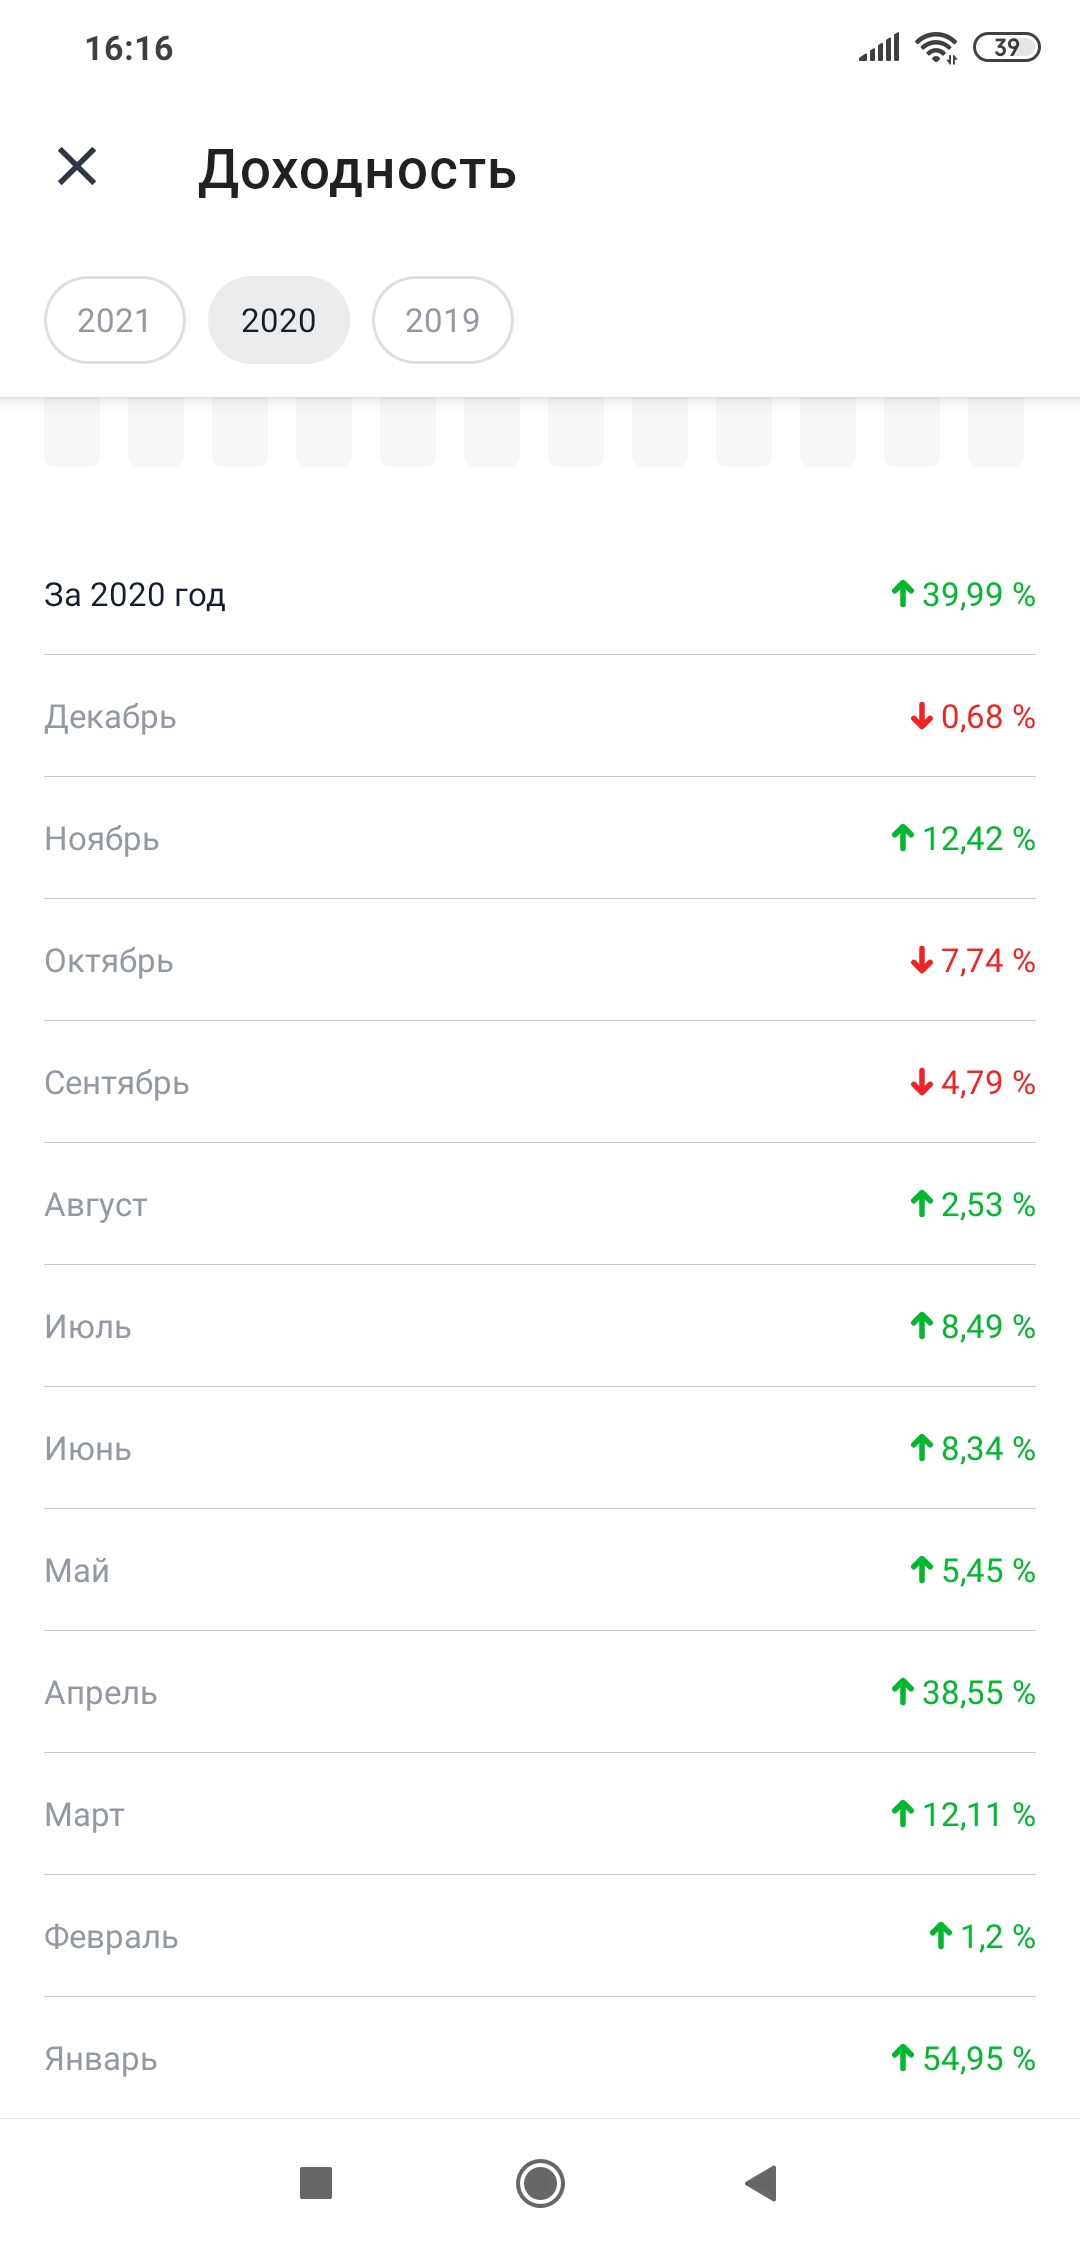 16:16
39
Доходность
2021 2020 2019
За 2020 год 39,99 %
Декабрь 0,68 %
Ноябрь 12,42 %
Октябрь 7,74 %
Сентябрь 4,79 %
Август 2,53 %
Июль 8,49 %
Июнь 8,34 %
Май 5,45 %
Апрель 38,55 %
Март 12,11 %
Февраль 1,2 %
Январь 54,95 %